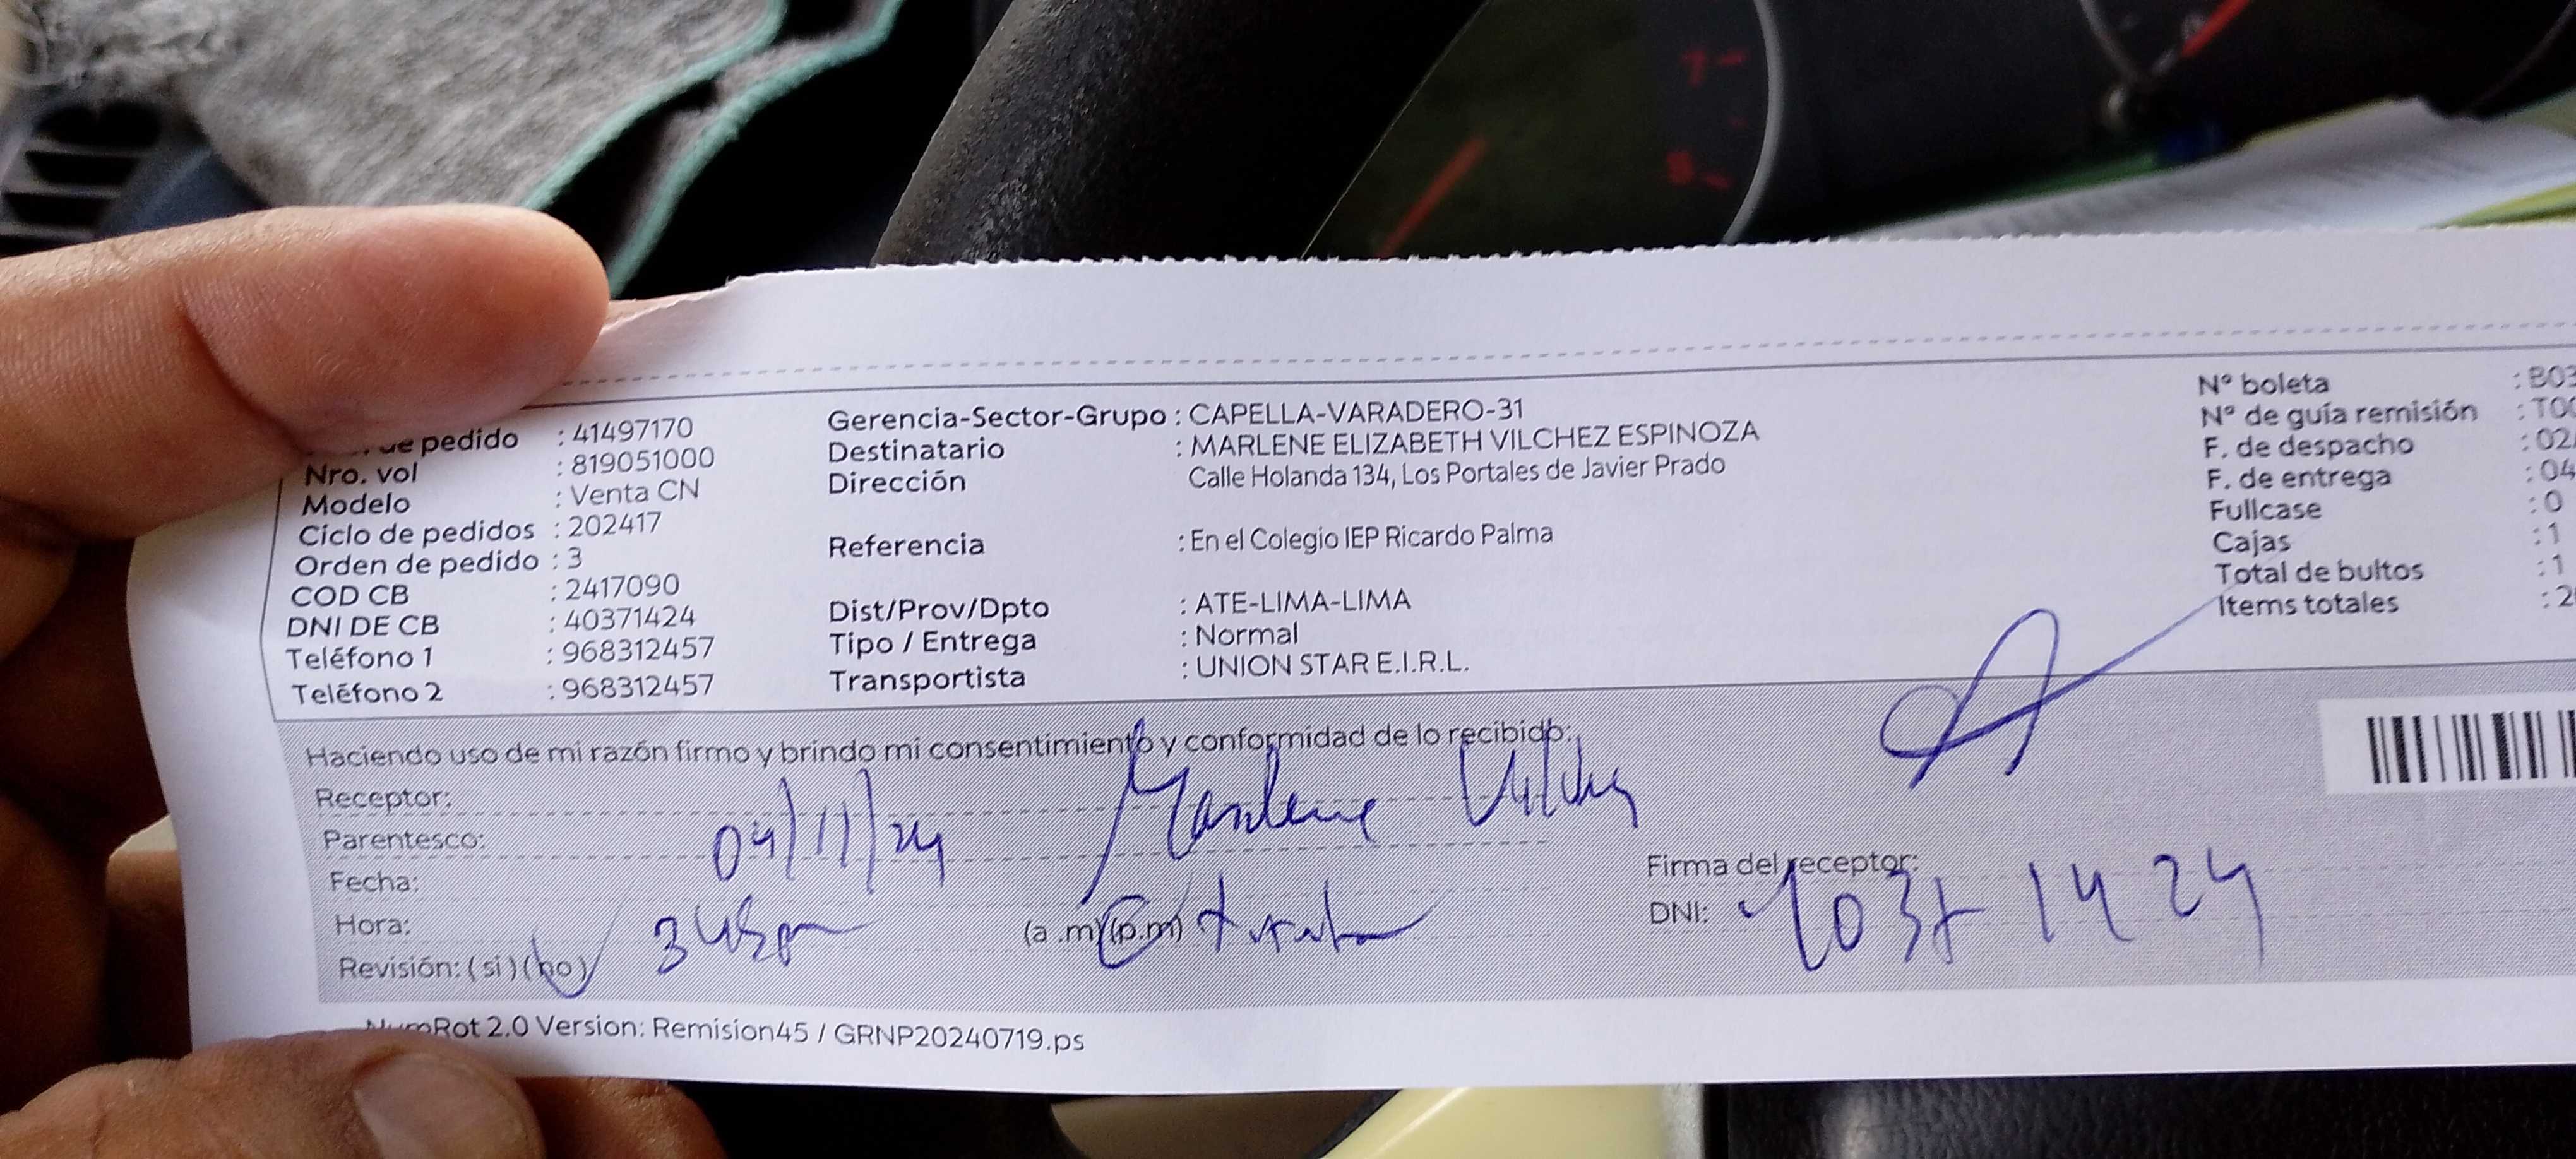 de pedido : 41497170
Nro. vol : 819051000
Modelo : Venta CN
Ciclo de pedidos : 202417
Orden de pedido : 3
COD CB : 2417090
DNI DE CB : 40371424
Teléfono 1 : 968312457
Teléfono 2 : 968312457
Gerencia-Sector-Grupo : CAPELLA-VARADERO-31
Destinatario : MARLENE ELIZABETH VILCHEZ ESPINOZA
Dirección Calle Holanda 134, Los Portales de Javier Prado
Referencia : En el Colegio IEP Ricardo Palma
Dist/Prov/Dpto : ATE-LIMA-LIMA
Tipo / Entrega : Normal
Transportista : UNION STAR E.I.R.L.
N° boleta : B03
N° de guía remisión : T00
F. de despacho : 02
F. de entrega : 04
Fullcase : 0
Cajas : 1
Total de bultos : 1
Items totales : 2
Haciendo uso de mi razón firmo y brindo mi consentimiento y conformidad de lo recibido:
Receptor: Marlene Vilchez
Parentesco:
Fecha: 04/11/24
Hora: 345pm (a .m)(p.m) Titular
Revisión: (si) (no)
Firma del receptor:
DNI: 40371424
NumRot 2.0 Version: Remision45 / GRNP20240719.ps